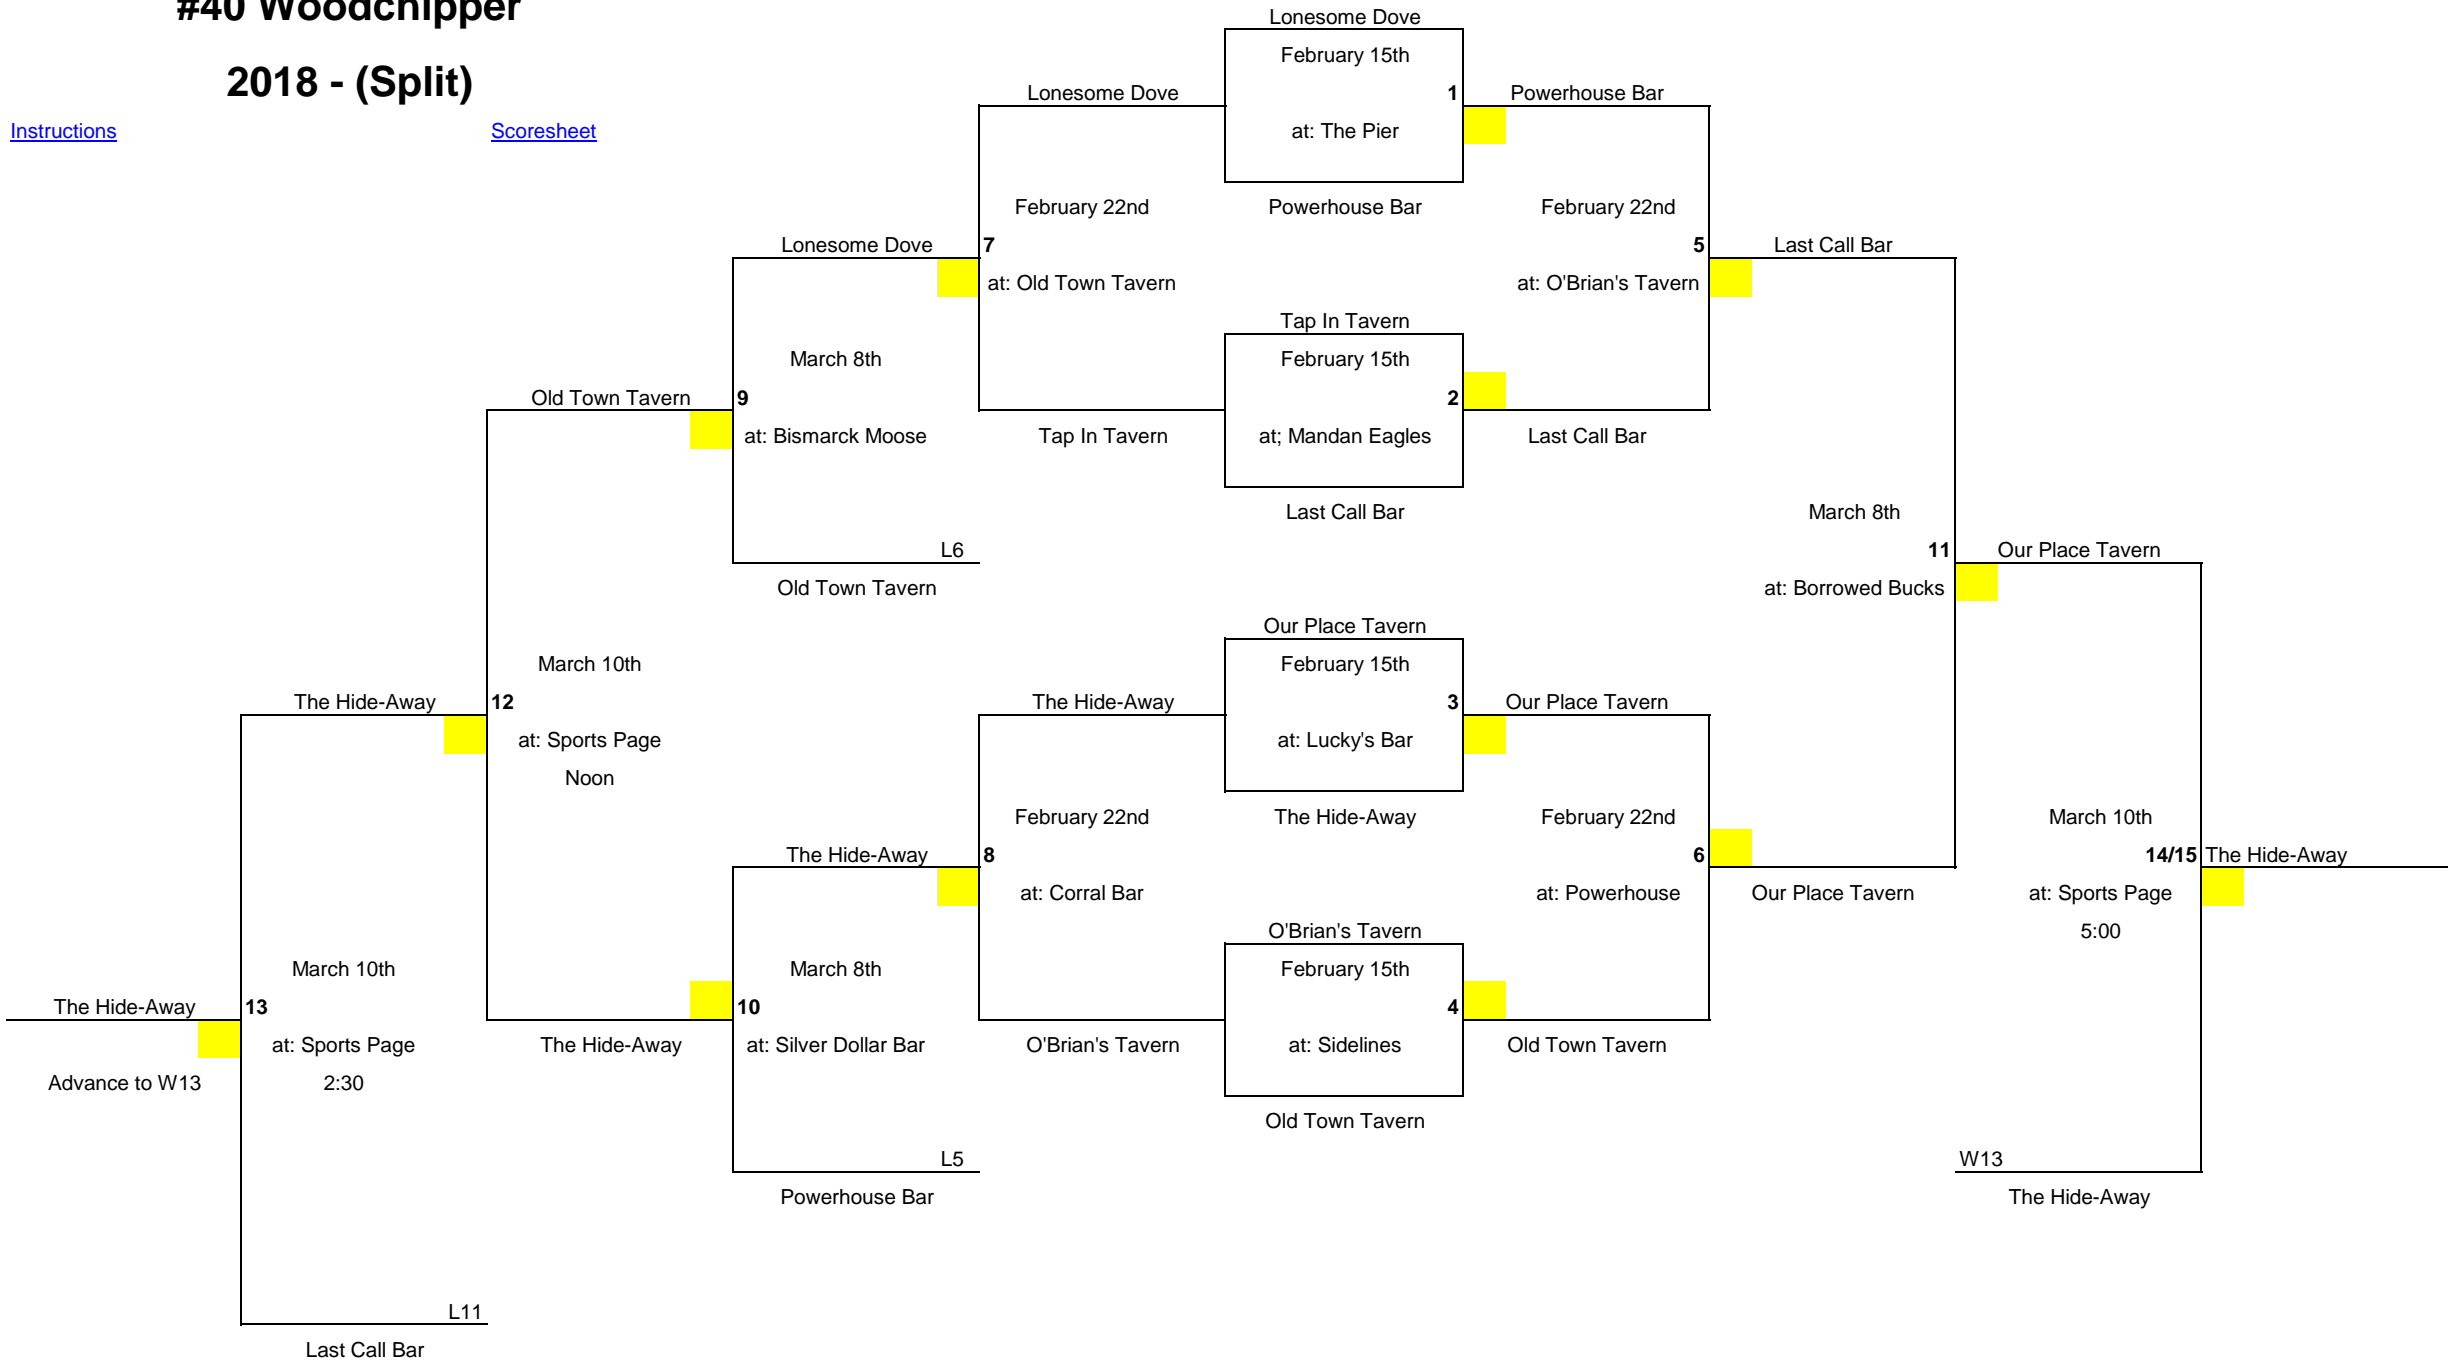 #40 Woodchipper
Lonesome Dove
February 15th
2018 - (Split)
Lonesome Dove
1
Powerhouse Bar
Instructions
Scoresheet
at: The Pier
February 22nd
Powerhouse Bar
February 22nd
Lonesome Dove
7
5
Last Call Bar
at: Old Town Tavern
at: O'Brian's Tavern
Tap In Tavern
March 8th
February 15th
Old Town Tavern
9
2
at: Bismarck Moose
Tap In Tavern
at; Mandan Eagles
Last Call Bar
Last Call Bar
March 8th
L6
11
Our Place Tavern
Old Town Tavern
at: Borrowed Bucks
Our Place Tavern
March 10th
February 15th
The Hide-Away
12
The Hide-Away
3
Our Place Tavern
at: Sports Page
at: Lucky's Bar
Noon
February 22nd
The Hide-Away
February 22nd
March 10th
The Hide-Away
8
6
14/15
The Hide-Away
at: Corral Bar
at: Powerhouse
Our Place Tavern
at: Sports Page
O'Brian's Tavern
5:00
March 10th
March 8th
February 15th
The Hide-Away
13
10
4
at: Sports Page
The Hide-Away
at: Silver Dollar Bar
O'Brian's Tavern
at: Sidelines
Old Town Tavern
Advance to W13
2:30
Old Town Tavern
L5
W13
Powerhouse Bar
The Hide-Away
L11
Last Call Bar